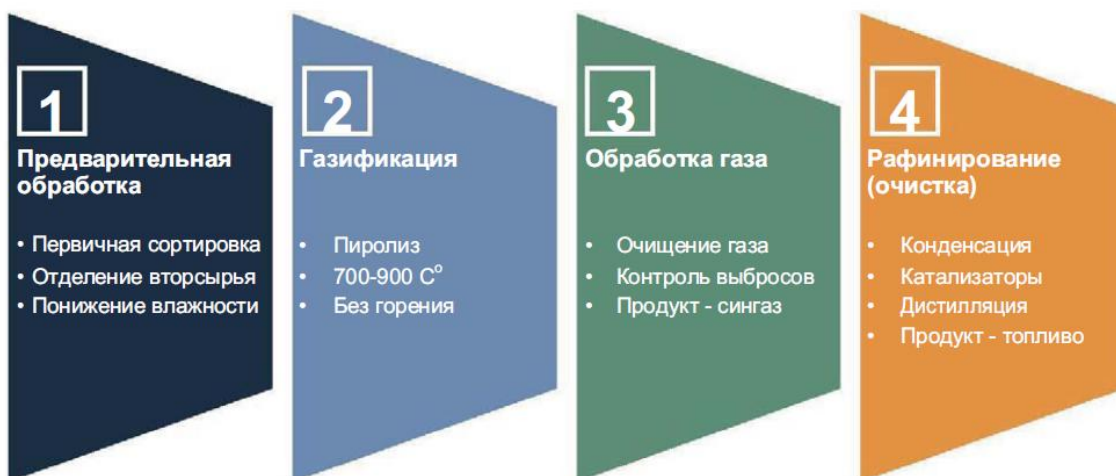 1
Предварительная
обработка
• Первичная сортировка
• Отделение вторсырья
• Понижение влажности
2
Газификация
• Пиролиз
• 700-900 С°
• Без горения
3
Обработка газа
• Очищение газа
• Контроль выбросов
• Продукт - сингаз
4
Рафинирование
(очистка)
• Конденсация
• Катализаторы
• Дистилляция
• Продукт - топливо